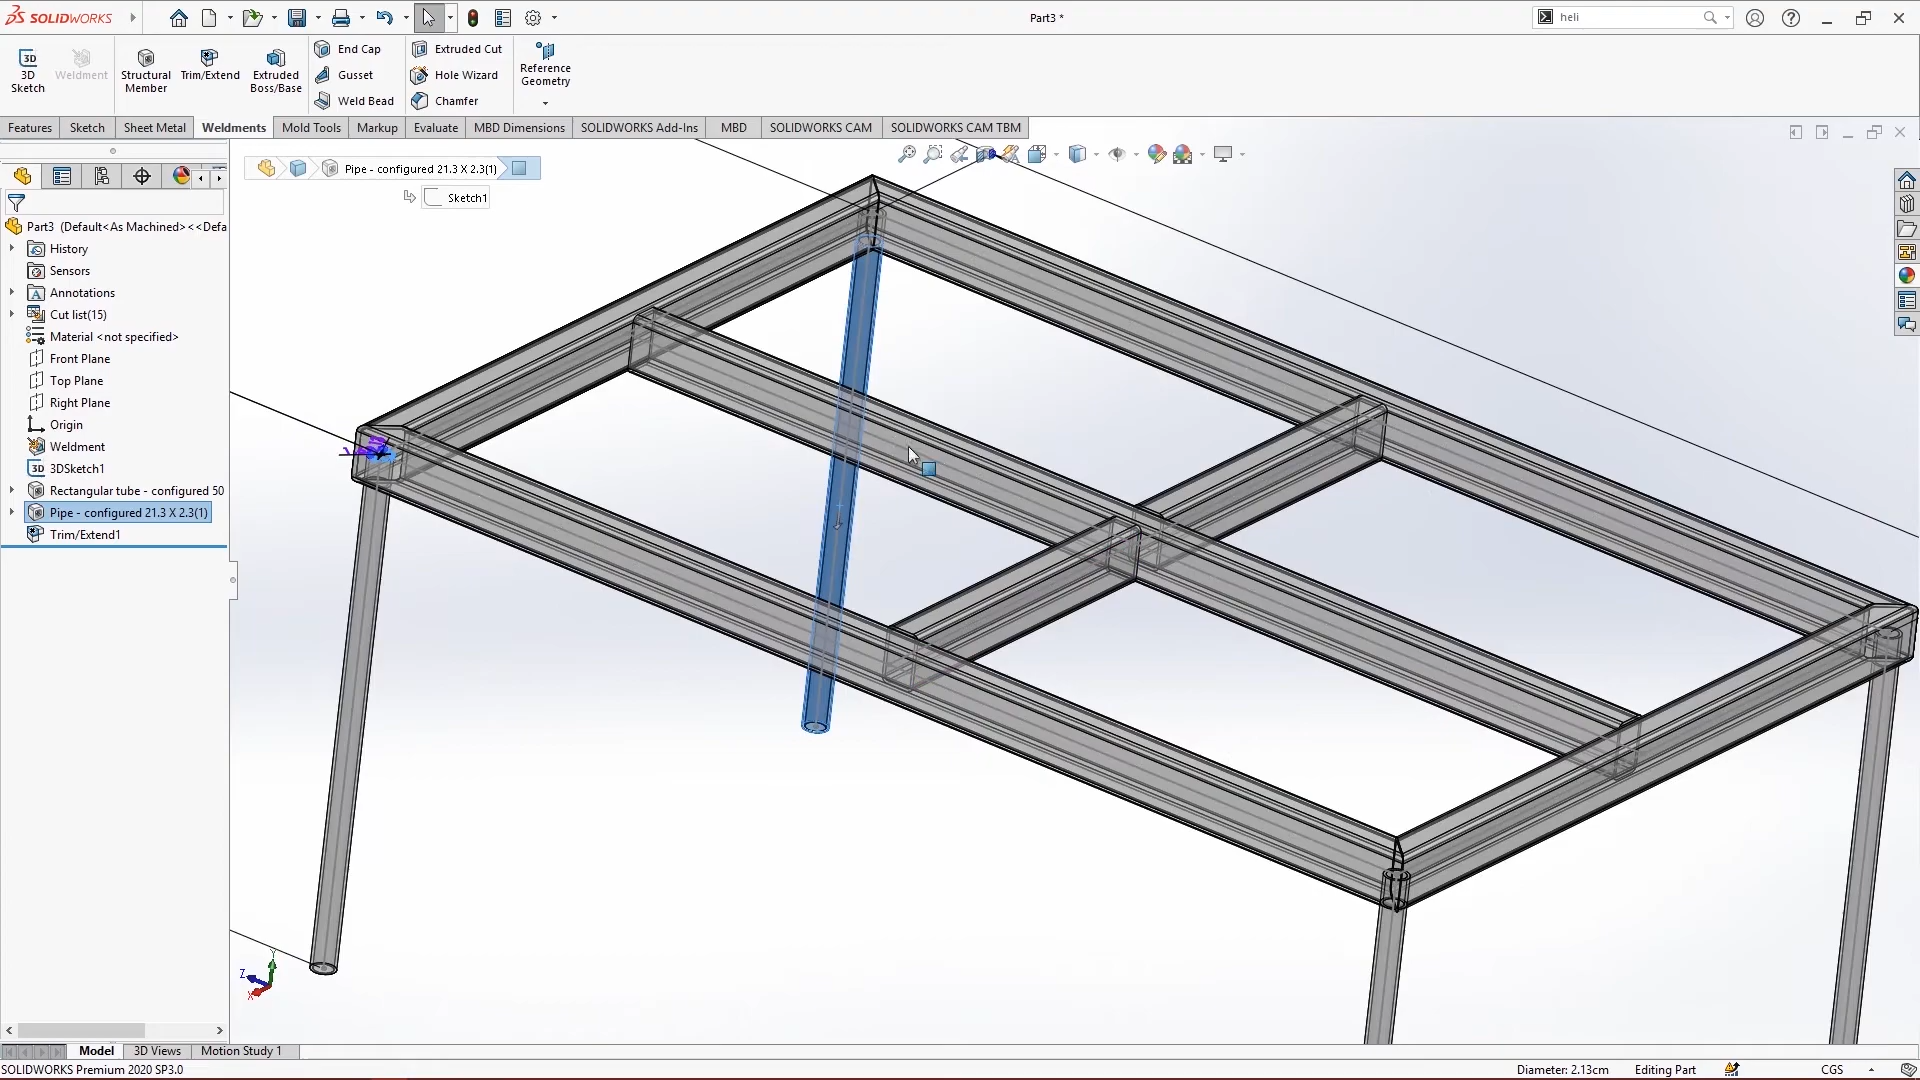 SOLIDWORKS
Part3 *
heli
3D Sketch
Weldment
Structural Member
Trim/Extend
Extruded Boss/Base
End Cap
Gusset
Weld Bead
Extruded Cut
Hole Wizard
Chamfer
Reference Geometry
Features
Sketch
Sheet Metal
Weldments
Mold Tools
Markup
Evaluate
MBD Dimensions
SOLIDWORKS Add-Ins
MBD
SOLIDWORKS CAM
SOLIDWORKS CAM TBM
Pipe - configured 21.3 X 2.3(1)
Sketch1
Part3 (Default<As Machined><<Defa
History
Sensors
Annotations
Cut list(15)
Material <not specified>
Front Plane
Top Plane
Right Plane
Origin
Weldment
3D 3DSketch1
Rectangular tube - configured 50
Pipe - configured 21.3 X 2.3(1)
Trim/Extend1
Y
Z
X
Model
3D Views
Motion Study 1
SOLIDWORKS Premium 2020 SP3.0
Diameter: 2.13cm
Editing Part
CGS